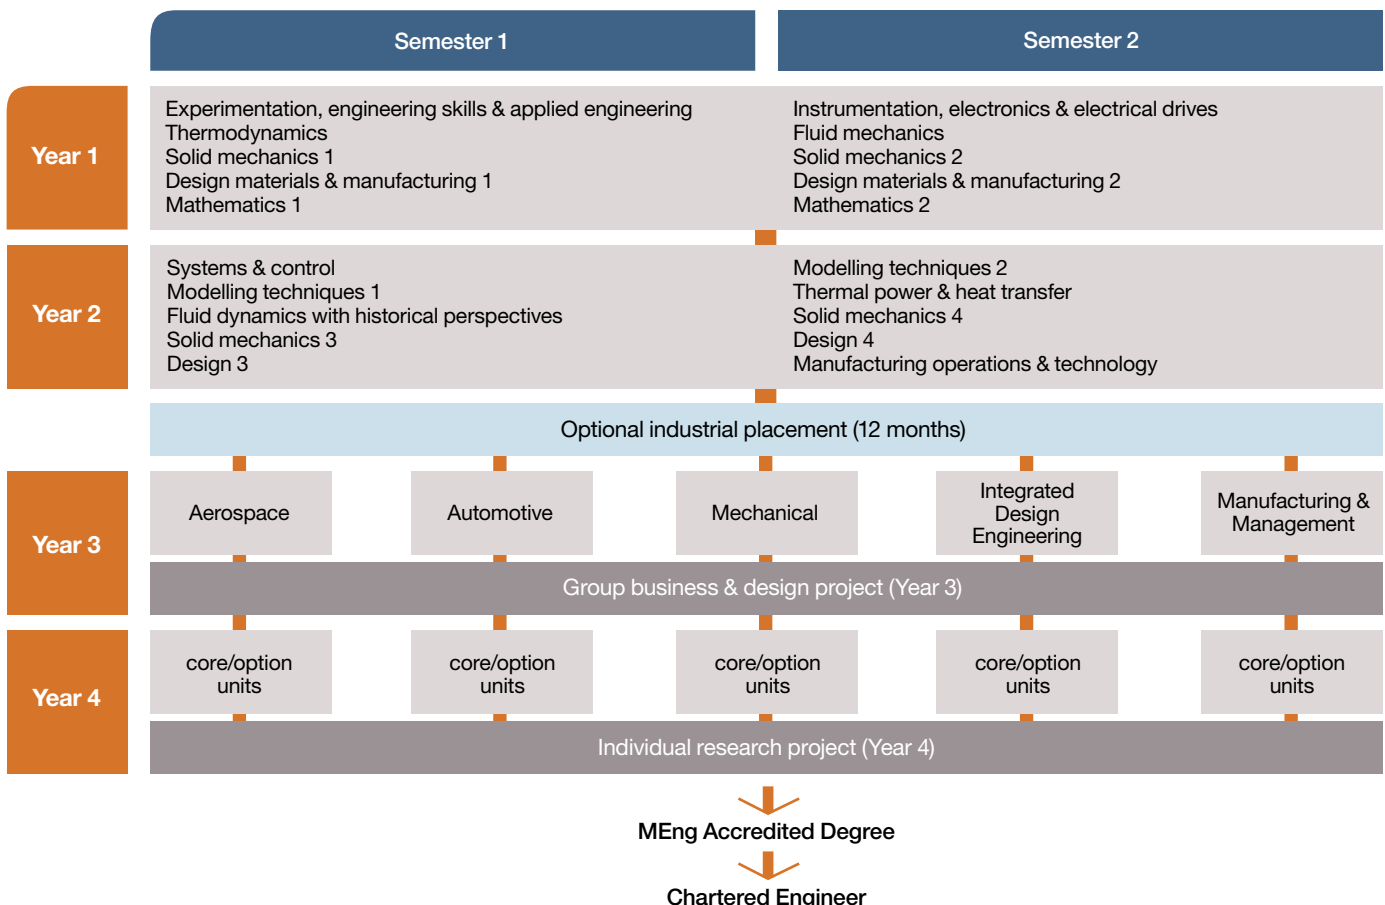 Semester 1
Semester 2
Year 1
Experimentation, engineering skills & applied engineering
Thermodynamics
Solid mechanics 1
Design materials & manufacturing 1
Mathematics 1
Instrumentation, electronics & electrical drives
Fluid mechanics
Solid mechanics 2
Design materials & manufacturing 2
Mathematics 2
Year 2
Systems & control
Modelling techniques 1
Fluid dynamics with historical perspectives
Solid mechanics 3
Design 3
Modelling techniques 2
Thermal power & heat transfer
Solid mechanics 4
Design 4
Manufacturing operations & technology
Optional industrial placement (12 months)
Year 3
Aerospace
Automotive
Mechanical
Integrated
Design
Engineering
Manufacturing &
Management
Group business & design project (Year 3)
Year 4
core/option
units
core/option
units
core/option
units
core/option
units
core/option
units
Individual research project (Year 4)
MEng Accredited Degree
Chartered Engineer